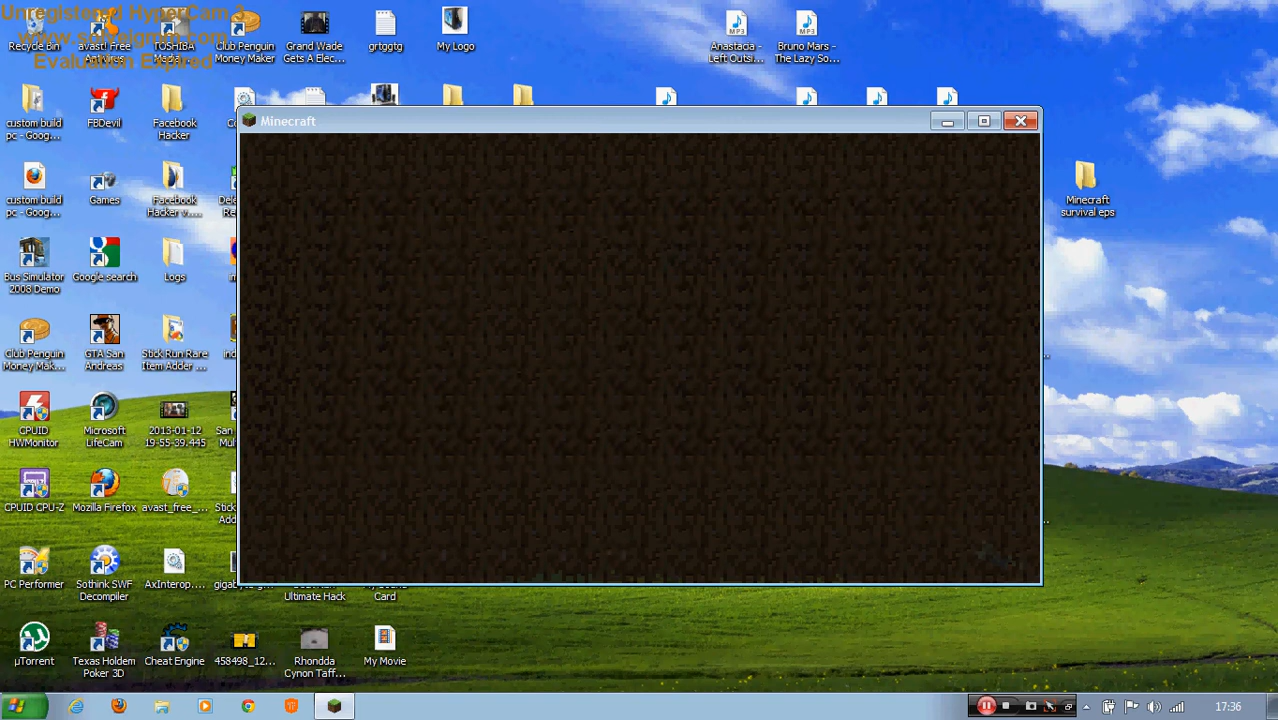 Unregistered HyperCam 3
www.solveigmm.com
Evaluation Expired
Recycle Bin
avast! Free
Antivirus
TOSHIBA
Media...
Club Penguin
Money Maker
Grand Wade
Gets A Elec...
grtggtg
My Logo
Anastacia -
Left Outsi...
Bruno Mars -
The Lazy So...
custom build
pc - Goog...
FBDevil
Facebook
Hacker
Minecraft
custom build
pc - Goog...
Games
Facebook
Hacker v....
Minecraft
survival eps
Bus Simulator
2008 Demo
Google search
Logs
Club Penguin
Money Mak...
GTA San
Andreas
Stick Run Rare
Item Adder ...
CPUID
HWMonitor
Microsoft
LifeCam
2013-01-12
19-55-39.445
CPUID CPU-Z
Mozilla Firefox
avast_free_...
PC Performer
Sothink SWF
Decompiler
AxInterop....
Ultimate Hack
Card
µTorrent
Texas Holdem
Poker 3D
Cheat Engine
458498_12...
Rhondda
Cynon Taff...
My Movie
17:36